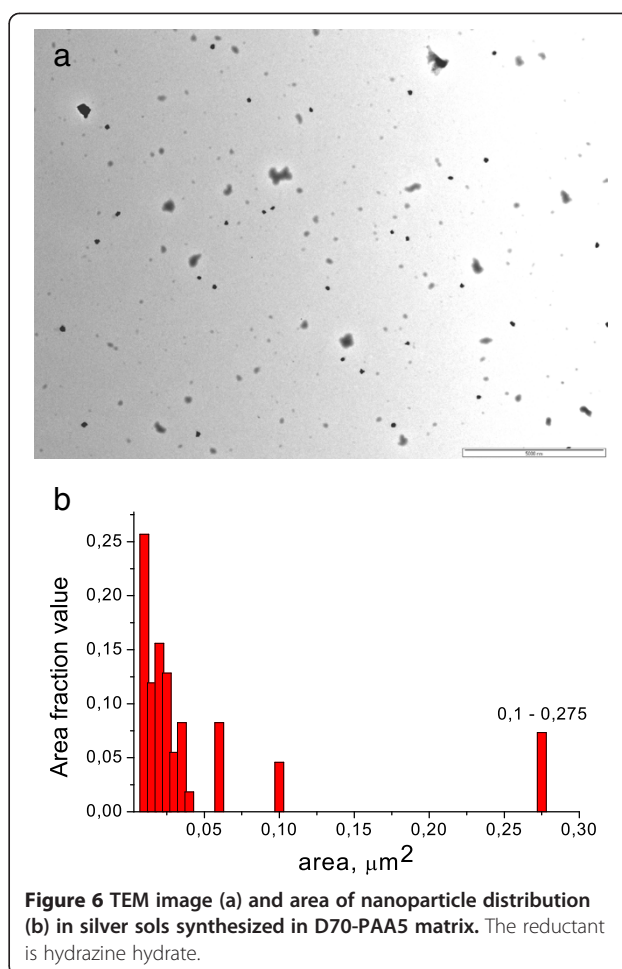 a
5000 nm
b
Area fraction value
0,25
0,20
0,15
0,10
0,05
0,00
0,1 - 0,275
0,05 0,10 0,15 0,20 0,25 0,30
area, μm²
Figure 6 TEM image (a) and area of nanoparticle distribution
(b) in silver sols synthesized in D70-PAA5 matrix. The reductant
is hydrazine hydrate.